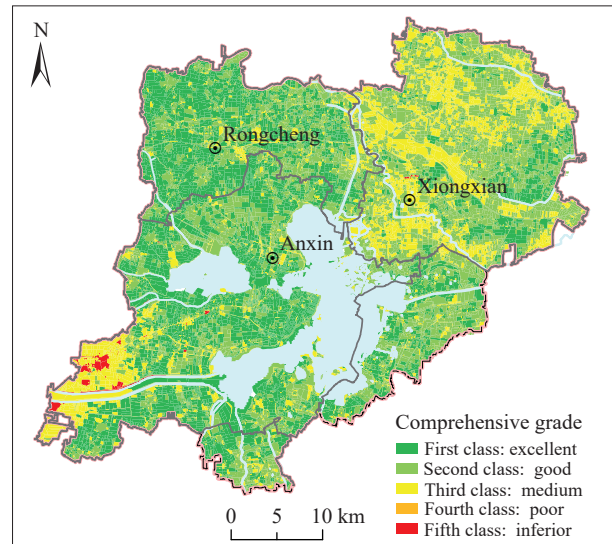 N
Rongcheng
Xiongxian
Anxin
Comprehensive grade
First class: excellent
Second class: good
Third class: medium
Fourth class: poor
Fifth class: inferior
0 5 10 km